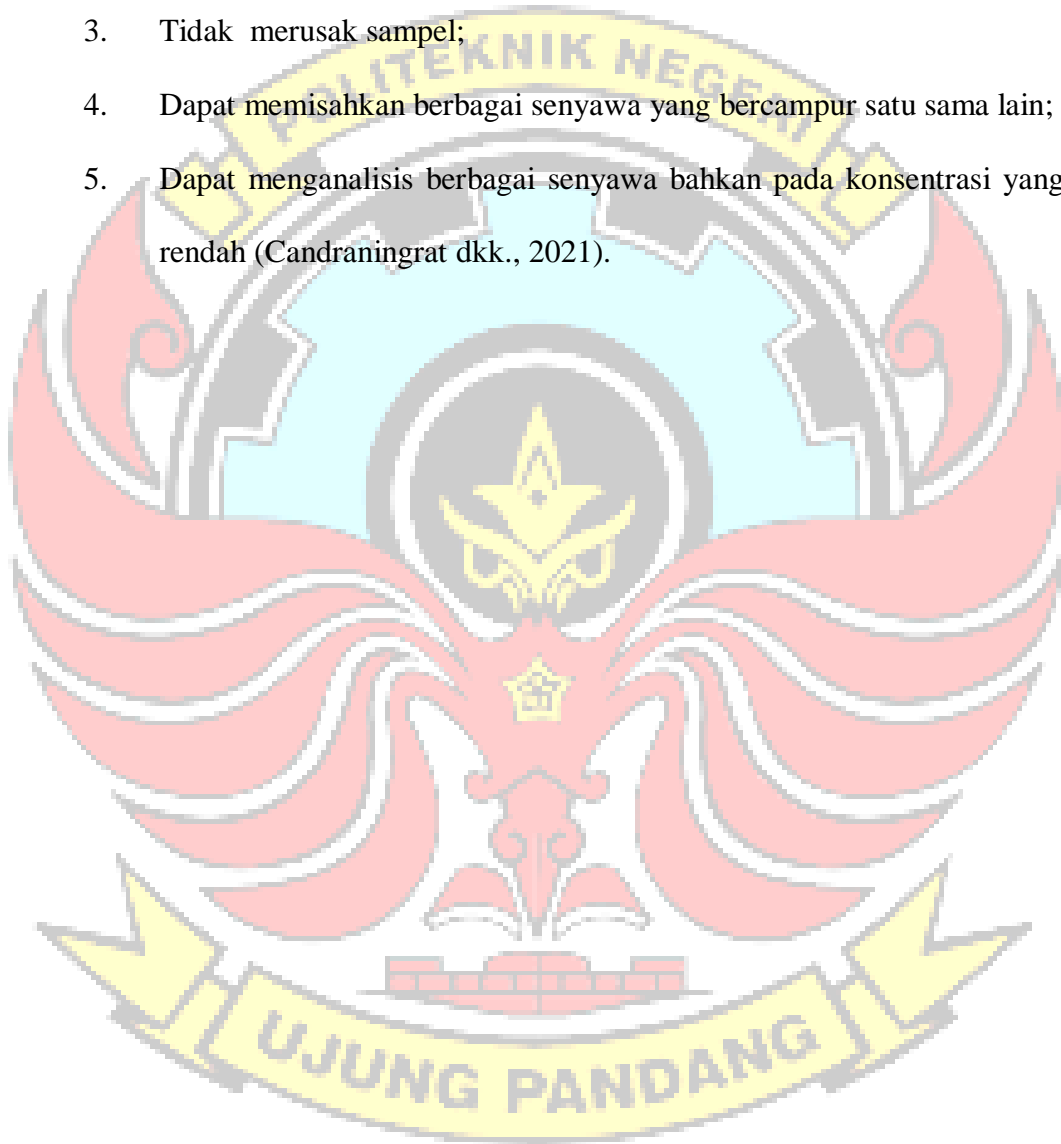 3. Tidak merusak sampel;
POLITEKNIK NEGERI
4. Dapat memisahkan berbagai senyawa yang bercampur satu sama lain;
5. Dapat menganalisis berbagai senyawa bahkan pada konsentrasi yang
rendah (Candraningrat dkk., 2021).
UJUNG PANDANG